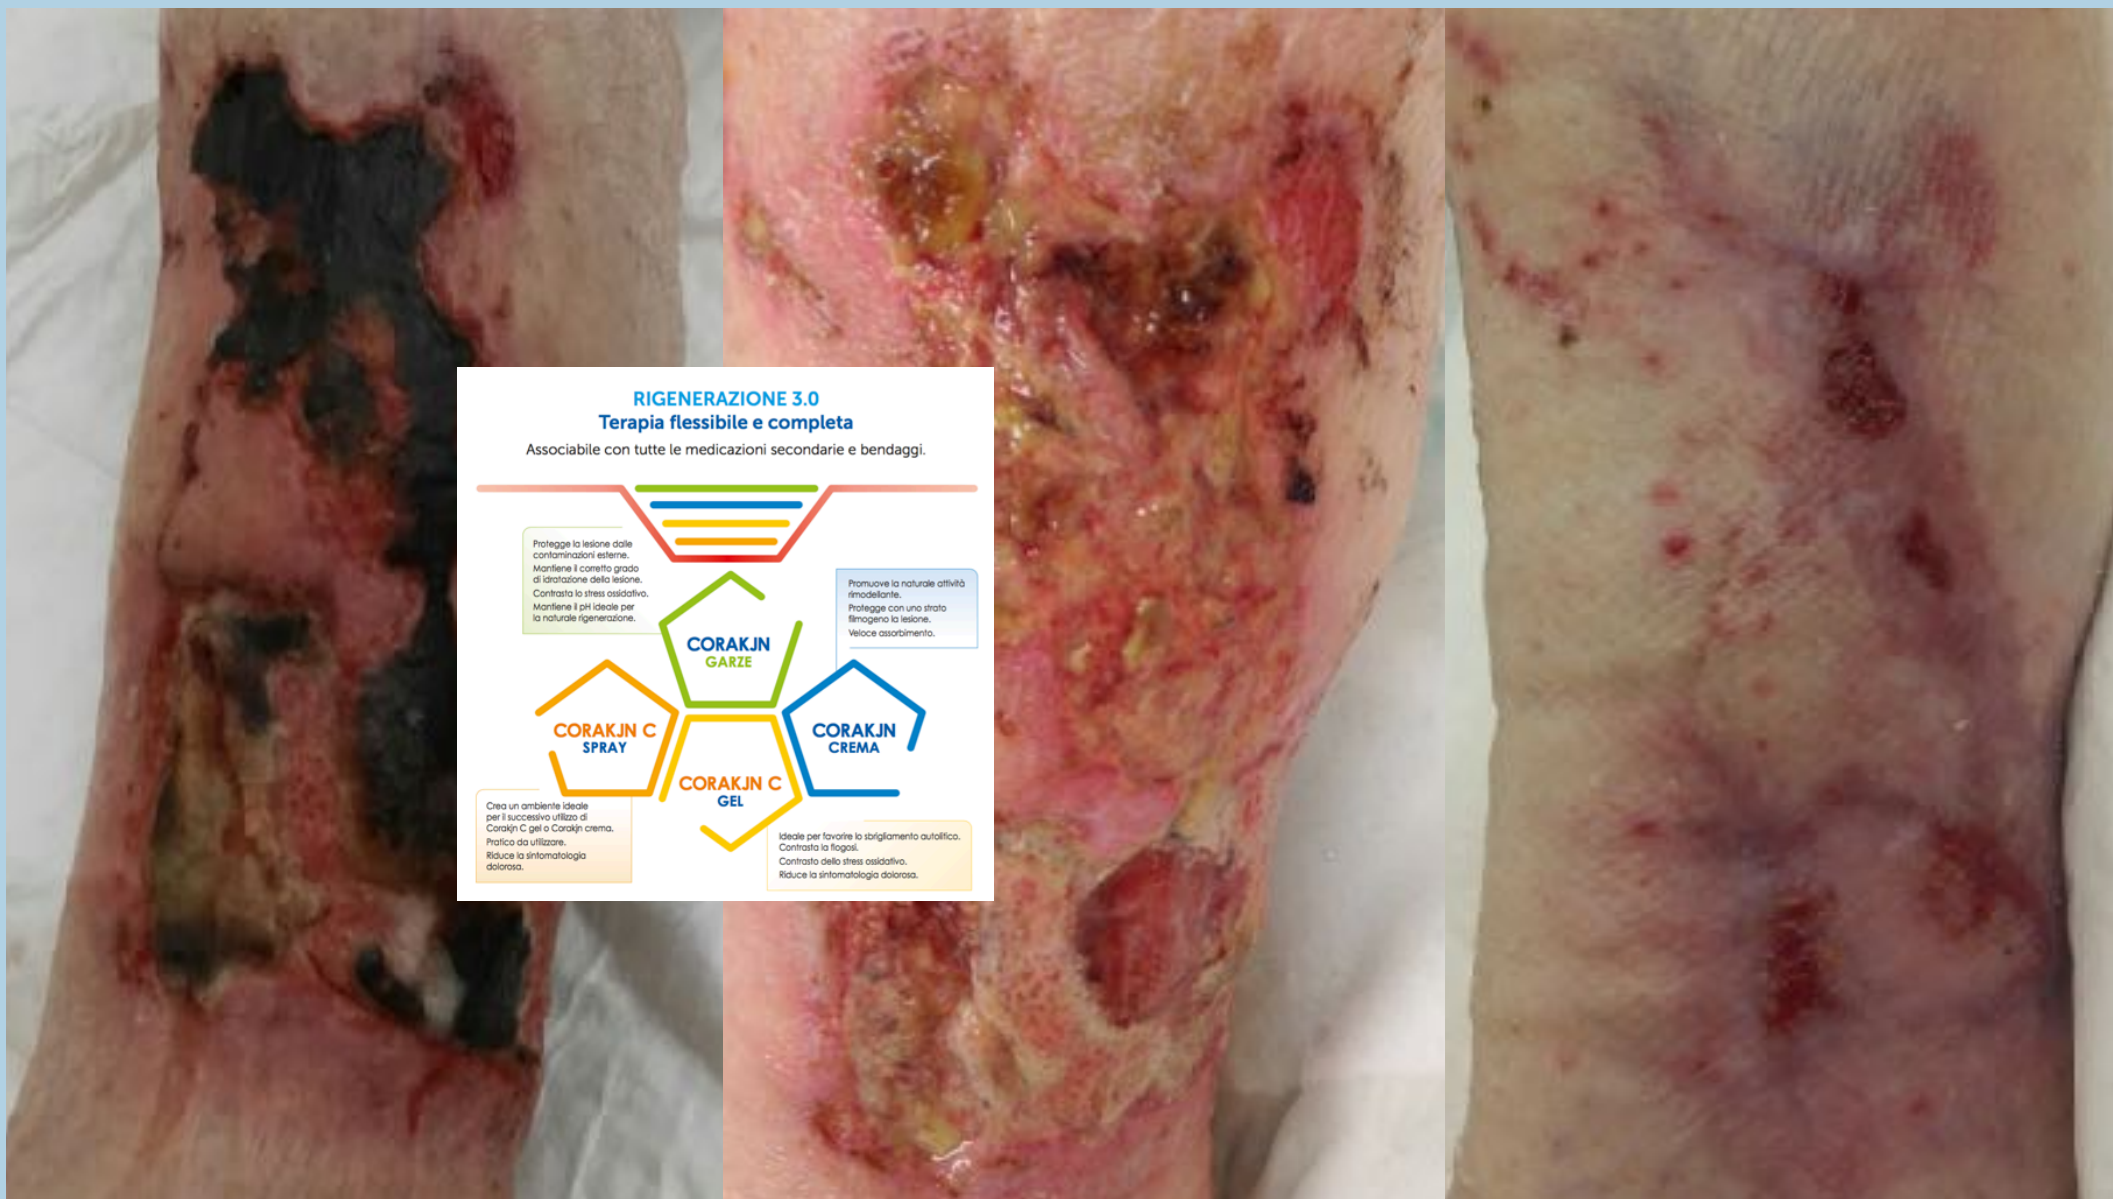 RIGENERAZIONE 3.0
Terapia flessibile e completa
Associabile con tutte le medicazioni secondarie e bendaggi.
Protegge la lesione dalle
contaminazioni esterne.
Mantiene il corretto grado
di idratazione della lesione.
Contrasta lo stress ossidativo.
Mantiene il pH ideale per
la naturale rigenerazione.
Promuove la naturale attività
rimodellante.
Protegge con uno strato
filmogeno la lesione.
Veloce assorbimento.
CORAKJN
GARZE
CORAKJN C
SPRAY
CORAKJN
CREMA
CORAKJN C
GEL
Crea un ambiente ideale
per il successivo utilizzo di
Corakjn C gel o Corakjn crema.
Pratico da utilizzare.
Riduce la sintomatologia
dolorosa.
Ideale per favorire lo sbrigliamento autolitico.
Contrasta la flogosi.
Contrasto dello stress ossidativo.
Riduce la sintomatologia dolorosa.